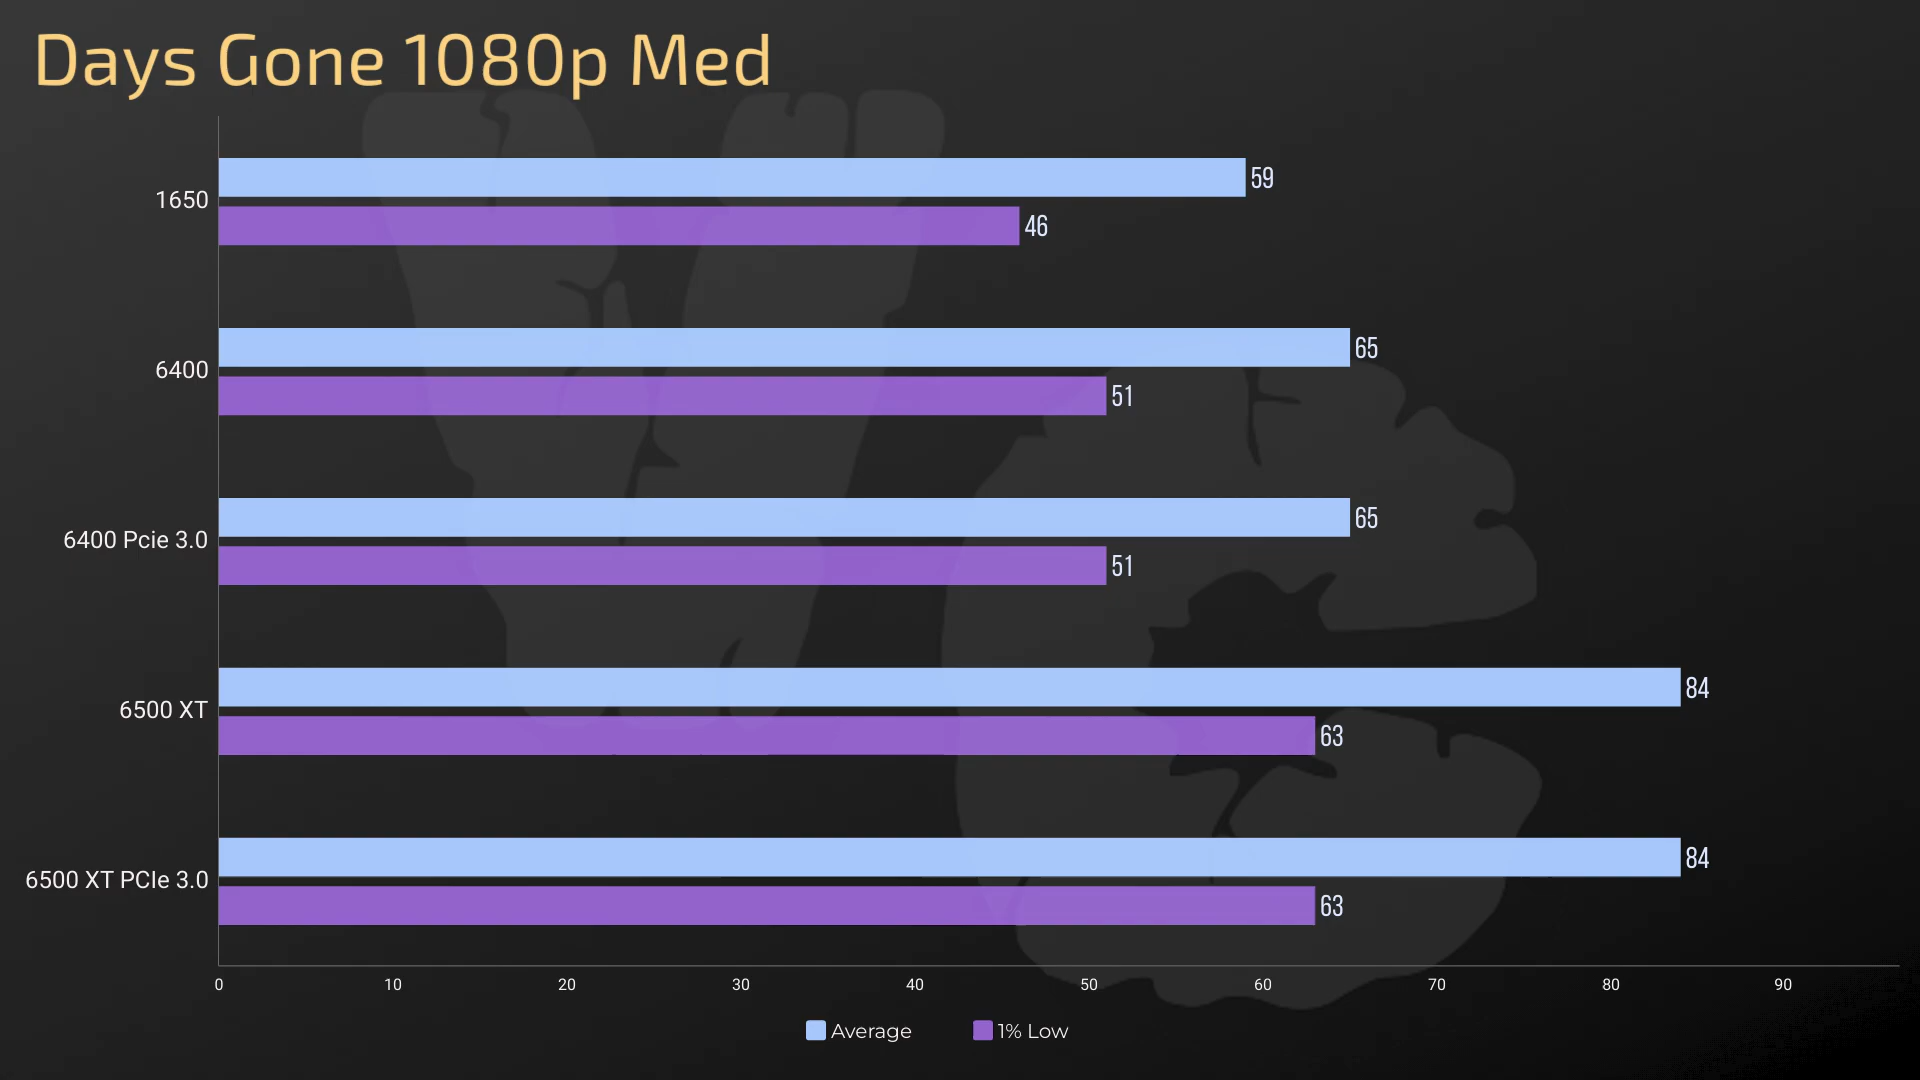 Days Gone 1080p Med
1650
59
46
6400
65
51
6400 Pcie 3.0
65
51
6500 XT
84
63
6500 XT PCIe 3.0
84
63
0 10 20 30 40 50 60 70 80 90
Average 1% Low